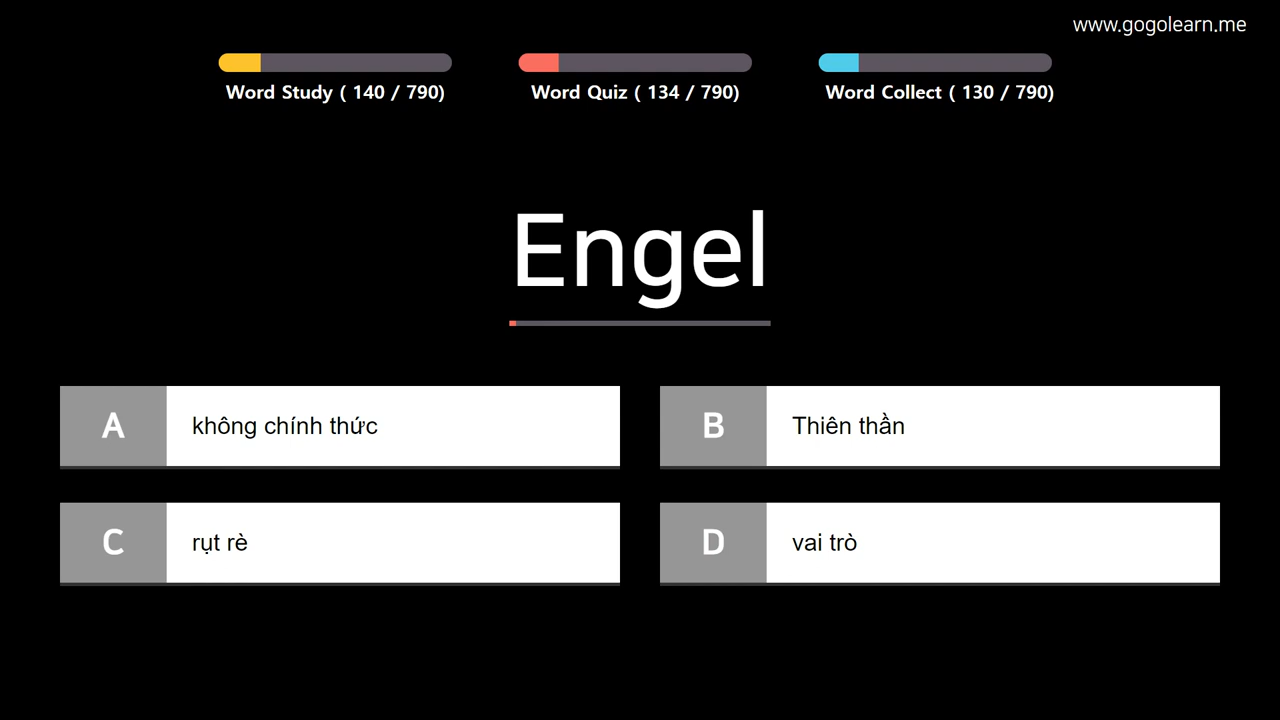 www.gogolearn.me
Word Study ( 140 / 790)
Word Quiz ( 134 / 790)
Word Collect ( 130 / 790)
Engel
A không chính thức
B Thiên thần
C rụt rè
D vai trò